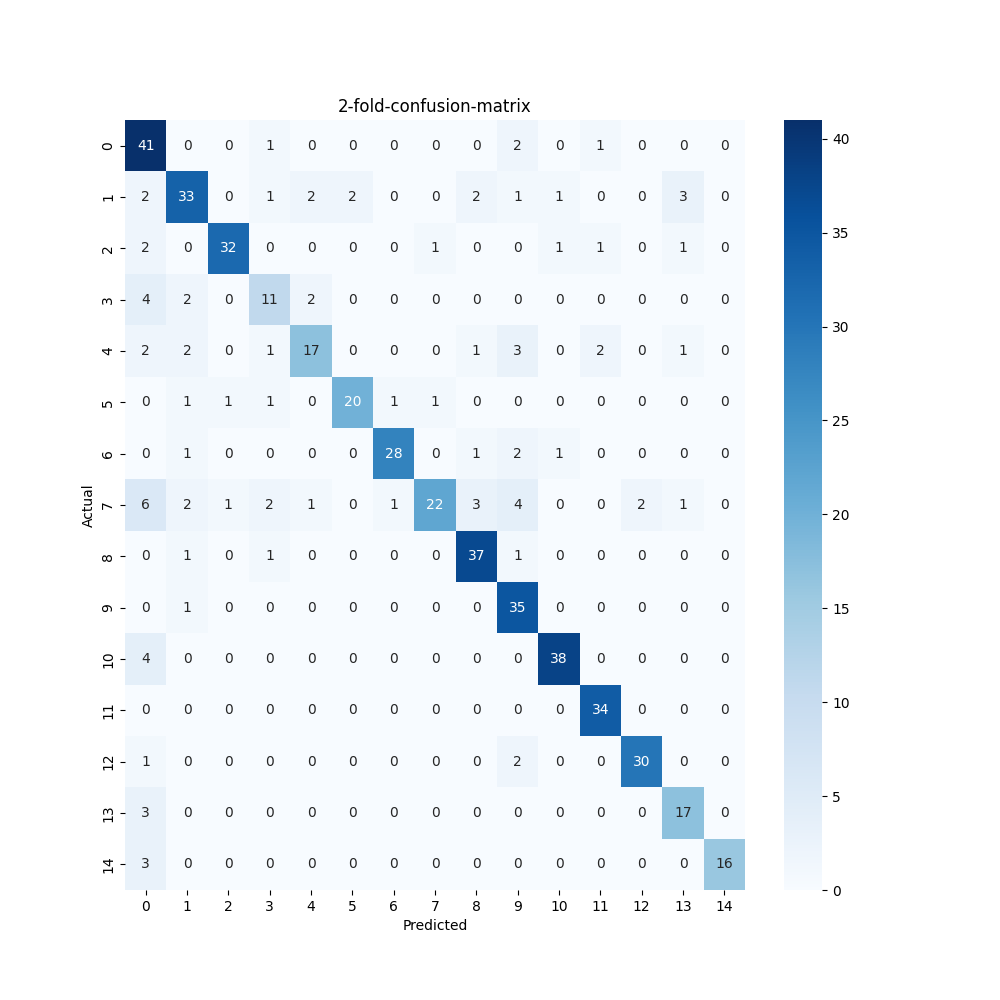 2-fold-confusion-matrix
0 41 0 0 1 0 0 0 0 0 2 0 1 0 0 0
1 2 33 0 1 2 2 0 0 2 1 1 0 0 3 0
2 2 0 32 0 0 0 0 1 0 0 1 1 0 1 0
3 4 2 0 11 2 0 0 0 0 0 0 0 0 0 0
4 2 2 0 1 17 0 0 0 1 3 0 2 0 1 0
5 0 1 1 1 0 20 1 1 0 0 0 0 0 0 0
6 0 1 0 0 0 0 28 0 1 2 1 0 0 0 0
7 6 2 1 2 1 0 1 22 3 4 0 0 2 1 0
8 0 1 0 1 0 0 0 0 37 1 0 0 0 0 0
9 0 1 0 0 0 0 0 0 0 35 0 0 0 0 0
10 4 0 0 0 0 0 0 0 0 0 38 0 0 0 0
11 0 0 0 0 0 0 0 0 0 0 0 34 0 0 0
12 1 0 0 0 0 0 0 0 0 2 0 0 30 0 0
13 3 0 0 0 0 0 0 0 0 0 0 0 0 17 0
14 3 0 0 0 0 0 0 0 0 0 0 0 0 0 16
0 1 2 3 4 5 6 7 8 9 10 11 12 13 14
Predicted
Actual
40
35
30
25
20
15
10
5
0